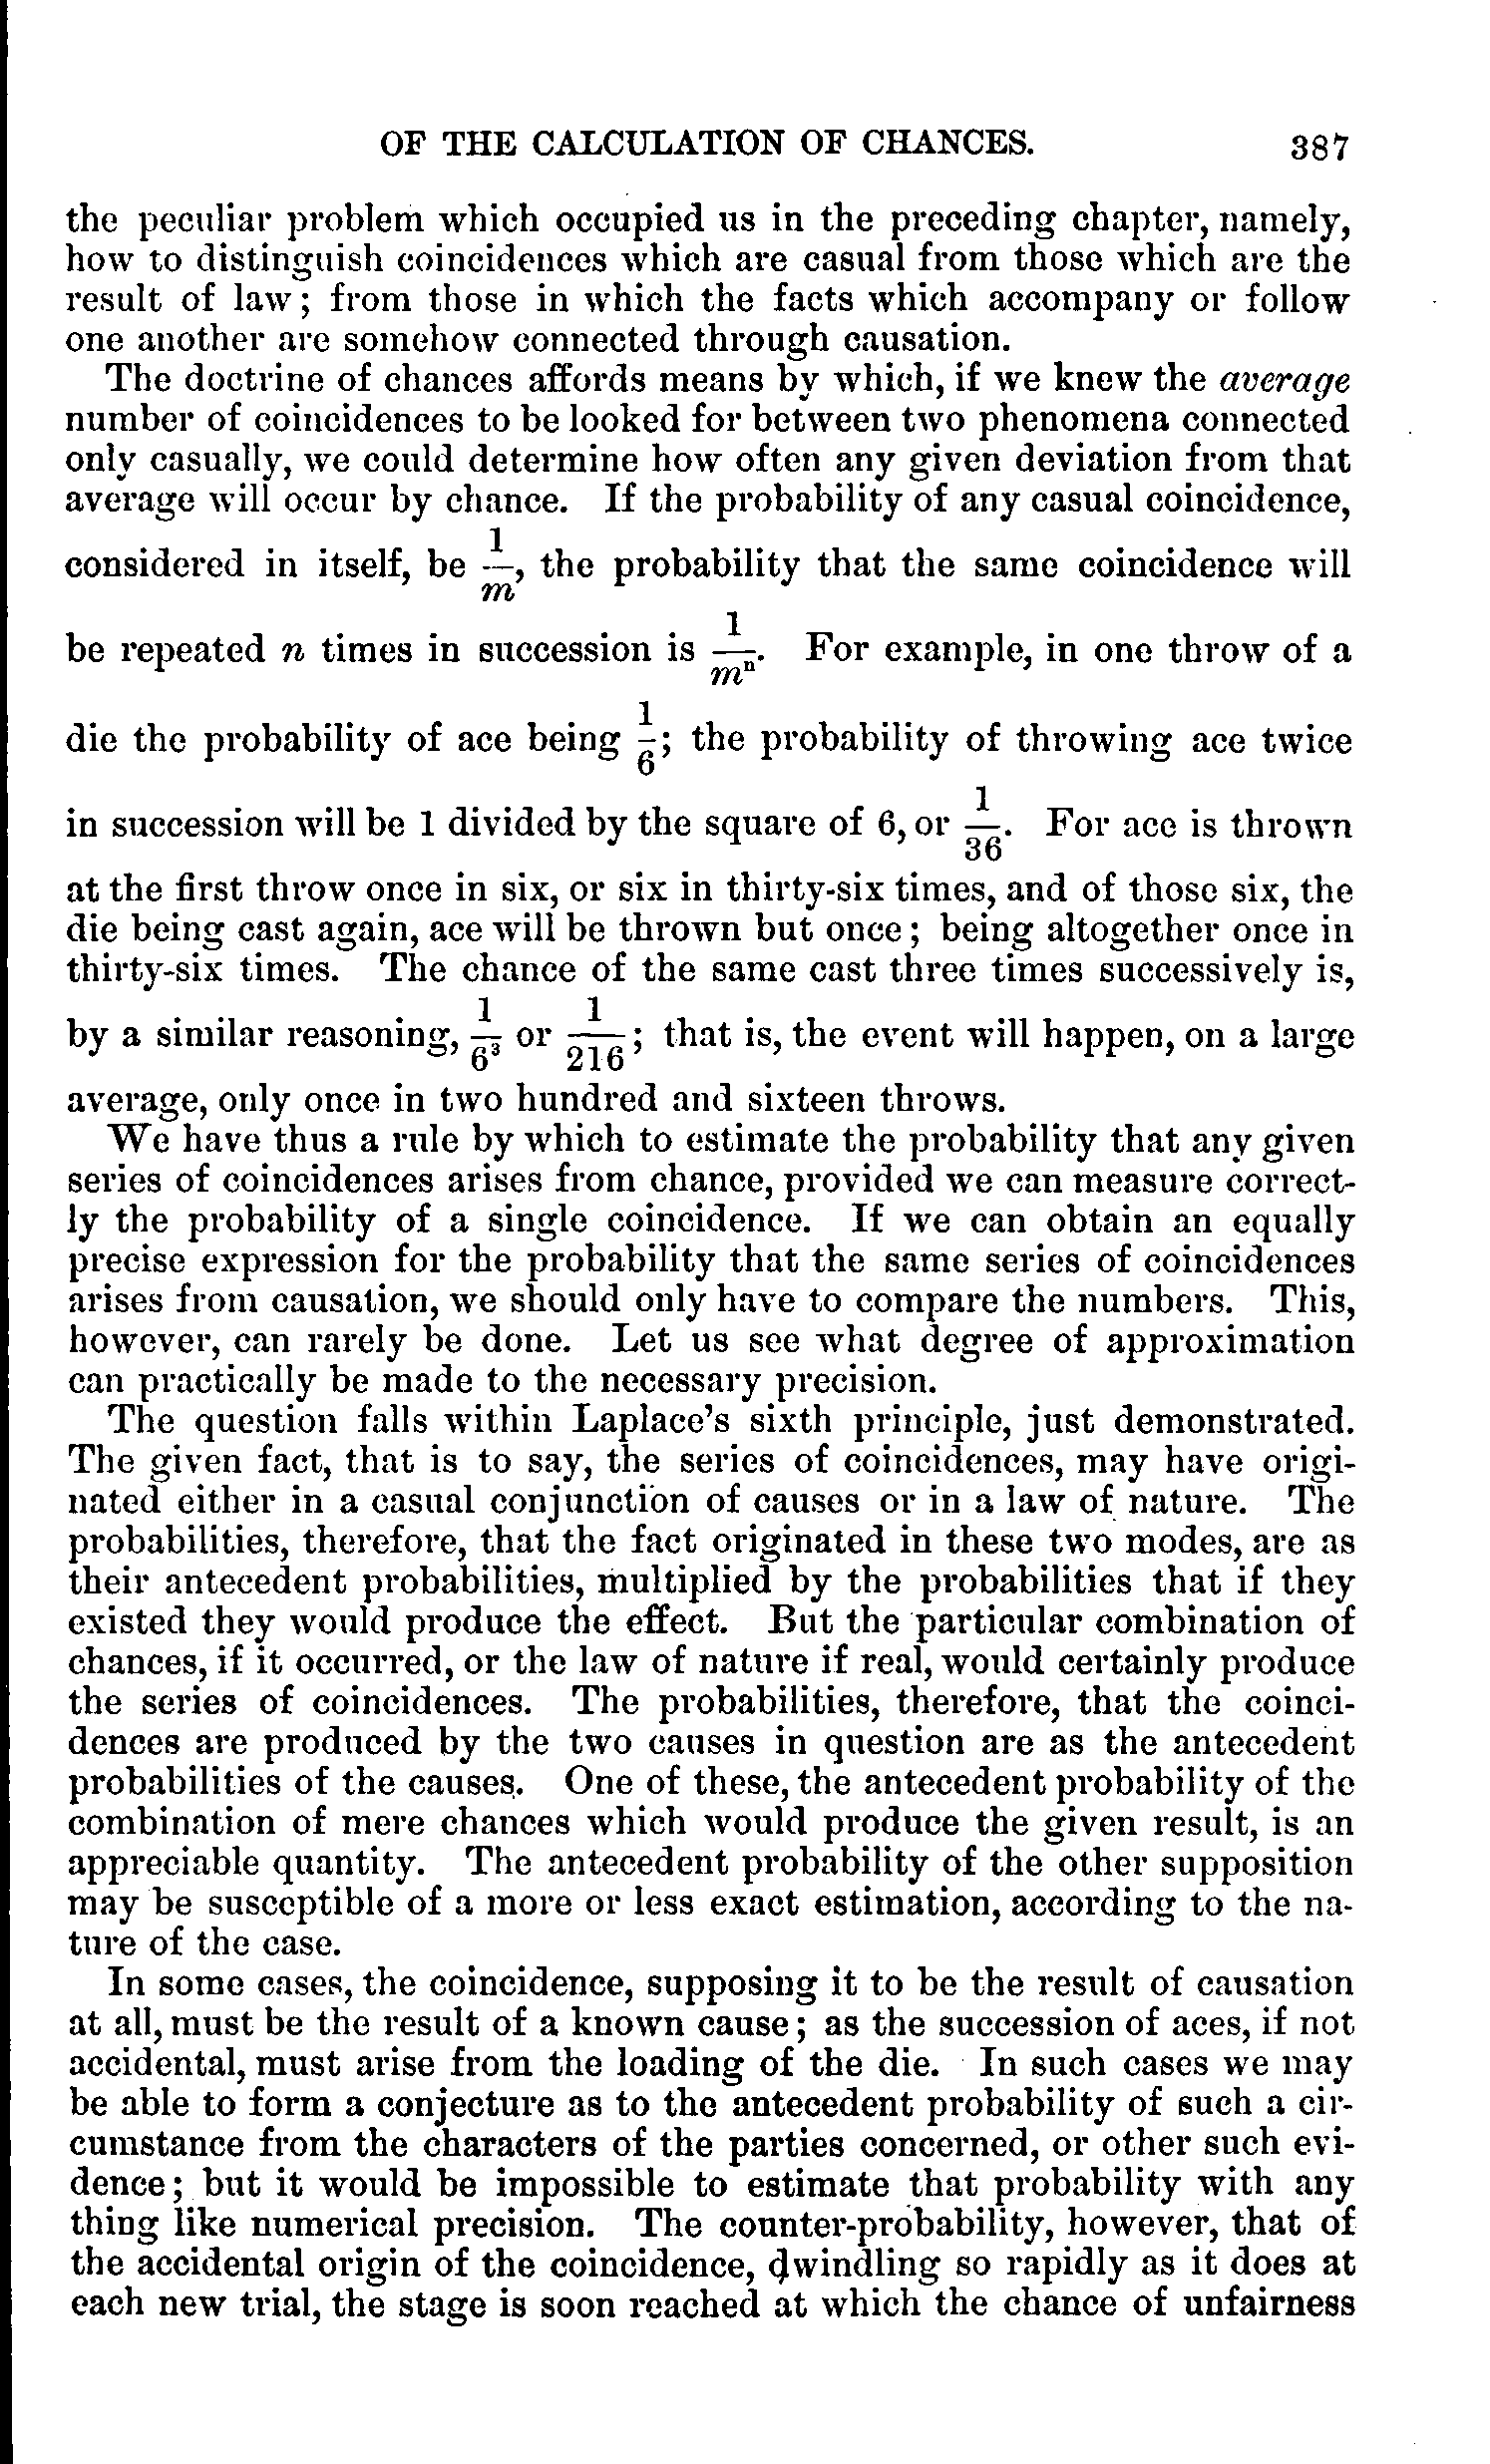 OF THE CALCULATION OF CHANCES. 387
the peculiar problem which occupied us in the preceding chapter, namely,
how to distinguish coincidences which are casual from those which are the
result of law; from those in which the facts which accompany or follow
one another are somehow connected through causation.
The doctrine of chances affords means by which, if we knew the average
number of coincidences to be looked for between two phenomena connected
only casually, we could determine how often any given deviation from that
average will occur by chance. If the probability of any casual coincidence,
considered in itself, be 1/m, the probability that the same coincidence will
be repeated n times in succession is 1/mⁿ. For example, in one throw of a
die the probability of ace being 1/6; the probability of throwing ace twice
in succession will be 1 divided by the square of 6, or 1/36. For ace is thrown
at the first throw once in six, or six in thirty-six times, and of those six, the
die being cast again, ace will be thrown but once; being altogether once in
thirty-six times. The chance of the same cast three times successively is,
by a similar reasoning, 1/6³ or 1/216; that is, the event will happen, on a large
average, only once in two hundred and sixteen throws.
We have thus a rule by which to estimate the probability that any given
series of coincidences arises from chance, provided we can measure correct-
ly the probability of a single coincidence. If we can obtain an equally
precise expression for the probability that the same series of coincidences
arises from causation, we should only have to compare the numbers. This,
however, can rarely be done. Let us see what degree of approximation
can practically be made to the necessary precision.
The question falls within Laplace's sixth principle, just demonstrated.
The given fact, that is to say, the series of coincidences, may have origi-
nated either in a casual conjunction of causes or in a law of nature. The
probabilities, therefore, that the fact originated in these two modes, are as
their antecedent probabilities, multiplied by the probabilities that if they
existed they would produce the effect. But the particular combination of
chances, if it occurred, or the law of nature if real, would certainly produce
the series of coincidences. The probabilities, therefore, that the coinci-
dences are produced by the two causes in question are as the antecedent
probabilities of the causes. One of these, the antecedent probability of the
combination of mere chances which would produce the given result, is an
appreciable quantity. The antecedent probability of the other supposition
may be susceptible of a more or less exact estimation, according to the na-
ture of the case.
In some cases, the coincidence, supposing it to be the result of causation
at all, must be the result of a known cause; as the succession of aces, if not
accidental, must arise from the loading of the die. In such cases we may
be able to form a conjecture as to the antecedent probability of such a cir-
cumstance from the characters of the parties concerned, or other such evi-
dence; but it would be impossible to estimate that probability with any
thing like numerical precision. The counter-probability, however, that of
the accidental origin of the coincidence, dwindling so rapidly as it does at
each new trial, the stage is soon reached at which the chance of unfairness